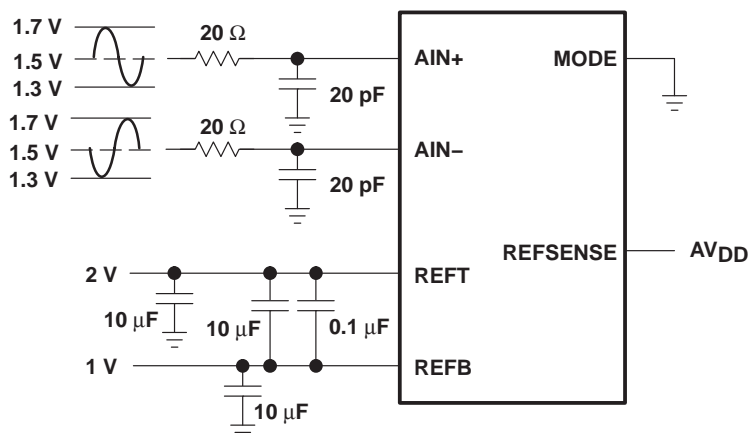 1.7 V
1.5 V
1.3 V
20 Ω
20 pF
AIN+
MODE
1.7 V
1.5 V
1.3 V
20 Ω
20 pF
AIN−
2 V
REFT
REFSENSE
AVDD
10 μF
10 μF
0.1 μF
1 V
REFB
10 μF